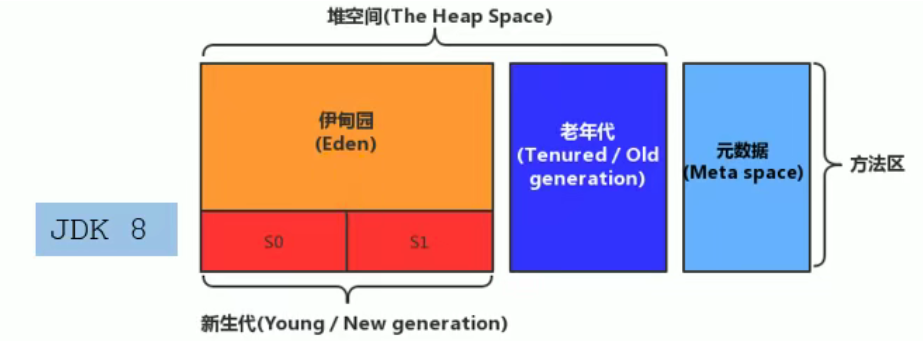 堆空间(The Heap Space)
伊甸园
(Eden)
老年代
(Tenured / Old
generation)
元数据
(Meta space)
方法区
JDK 8
S0
S1
新生代(Young / New generation)